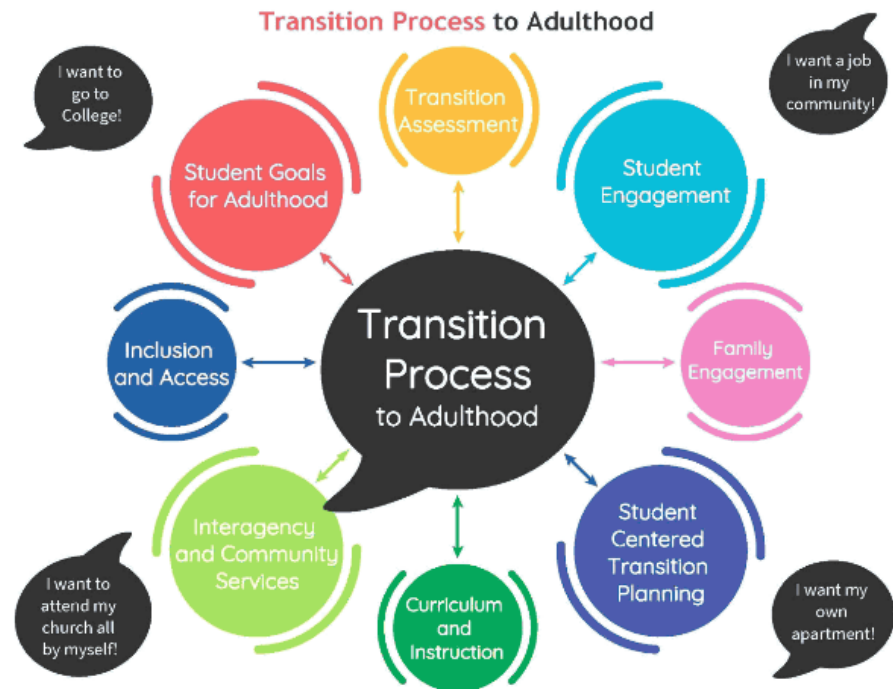 Transition Process to Adulthood
I want to
go to
College!
Transition
Assessment
I want a job
in my
community!
Student Goals
for Adulthood
Student
Engagement
Inclusion
and Access
Transition
Process
to Adulthood
Family
Engagement
Interagency
and Community
Services
Student
Centered
Transition
Planning
I want to
attend my
church all
by myself!
Curriculum
and
Instruction
I want my
own
apartment!